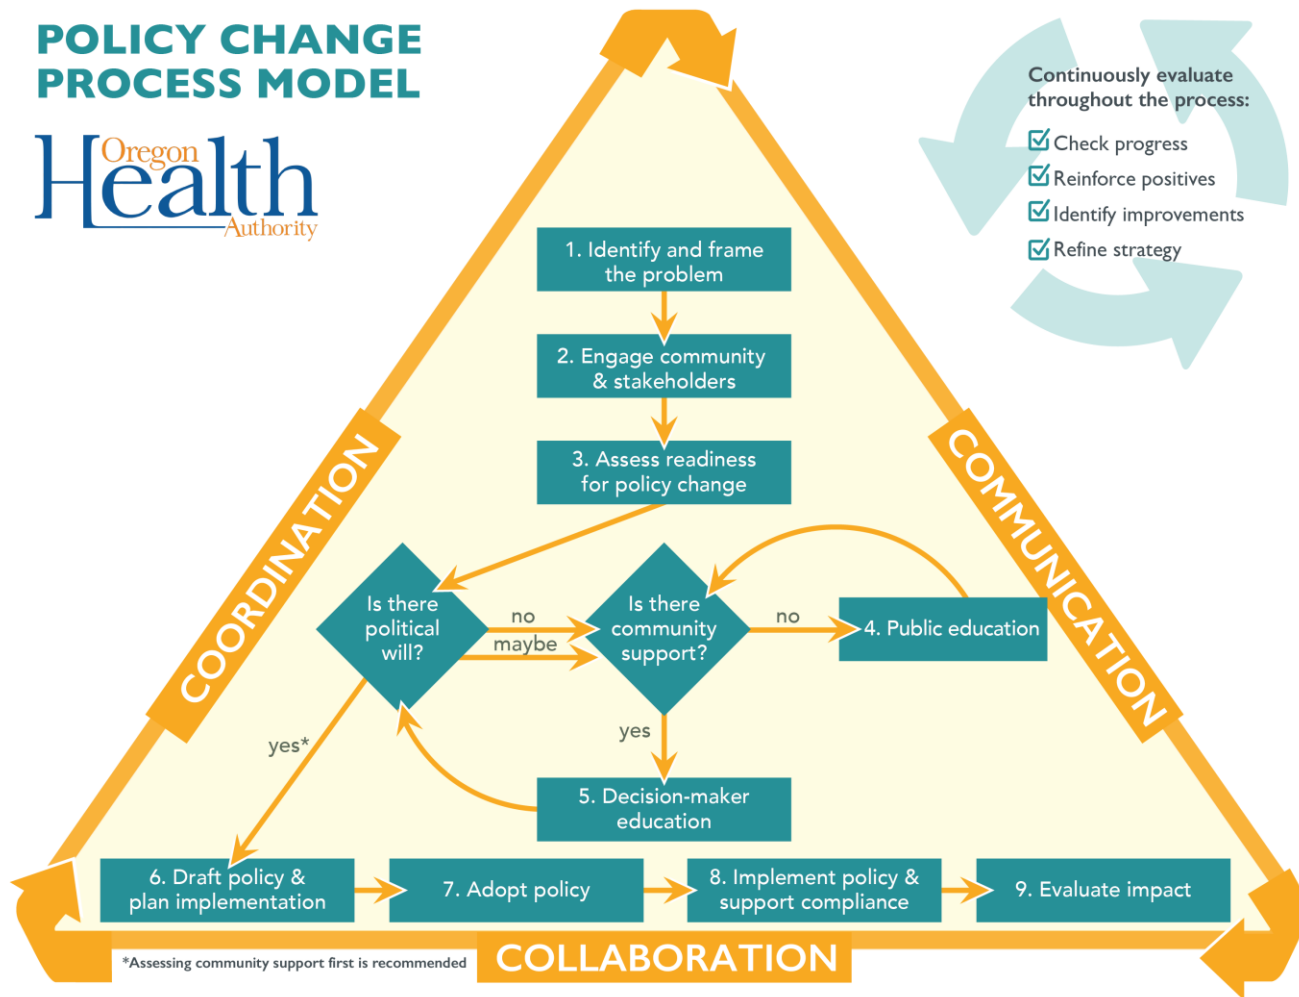 POLICY CHANGE
PROCESS MODEL
Oregon
Health
Authority
Continuously evaluate
throughout the process:
Check progress
Reinforce positives
Identify improvements
Refine strategy
1. Identify and frame
the problem
2. Engage community
& stakeholders
3. Assess readiness
for policy change
COORDINATION
COMMUNICATION
Is there
political
will?
no
maybe
Is there
community
support?
no
4. Public education
yes*
yes
5. Decision-maker
education
6. Draft policy &
plan implementation
7. Adopt policy
8. Implement policy &
support compliance
9. Evaluate impact
*Assessing community support first is recommended
COLLABORATION